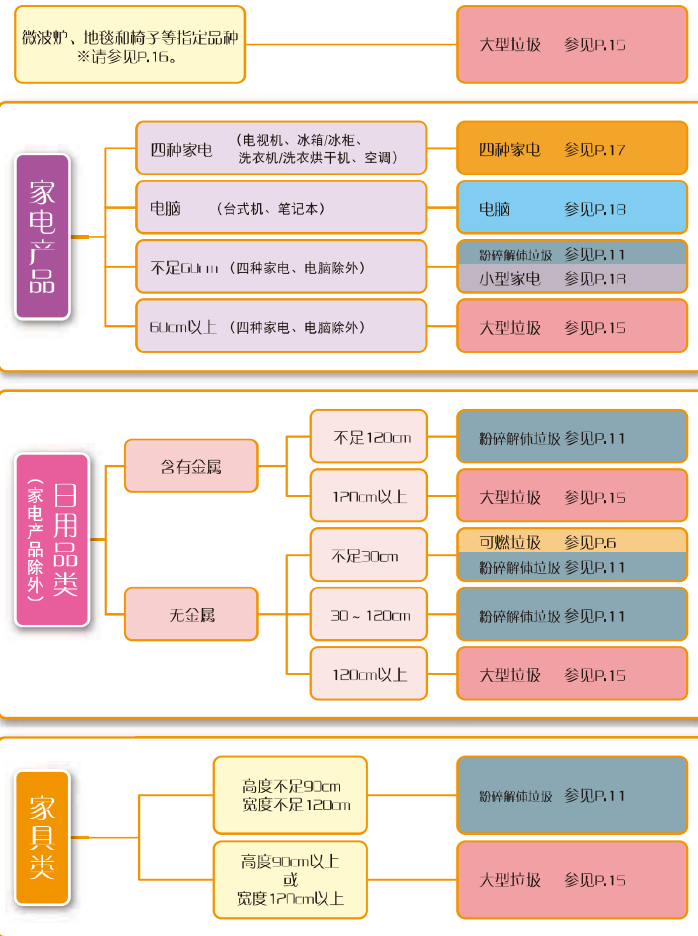 微波炉、地毯和椅子等指定品种
※请参见P.16。
大型垃圾 参见P.15
家电产品
四种家电 （电视机、冰箱/冰柜、
洗衣机/洗衣烘干机、空调）
四种家电 参见P.17
电脑 （台式机、笔记本）
电脑 参见P.18
不足60cm （四种家电、电脑除外）
粉碎解体垃圾 参见P.11
小型家电 参见P.18
60cm以上 （四种家电、电脑除外）
大型垃圾 参见P.15
日用品类
（家电产品除外）
含有金属
不足120cm
粉碎解体垃圾 参见P.11
120cm以上
大型垃圾 参见P.15
无金属
不足30cm
可燃垃圾 参见P.6
粉碎解体垃圾 参见P.11
30～120cm
粉碎解体垃圾 参见P.11
120cm以上
大型垃圾 参见P.15
家具类
高度不足90cm
宽度不足120cm
粉碎解体垃圾 参见P.11
高度90cm以上
或
宽度120cm以上
大型垃圾 参见P.15